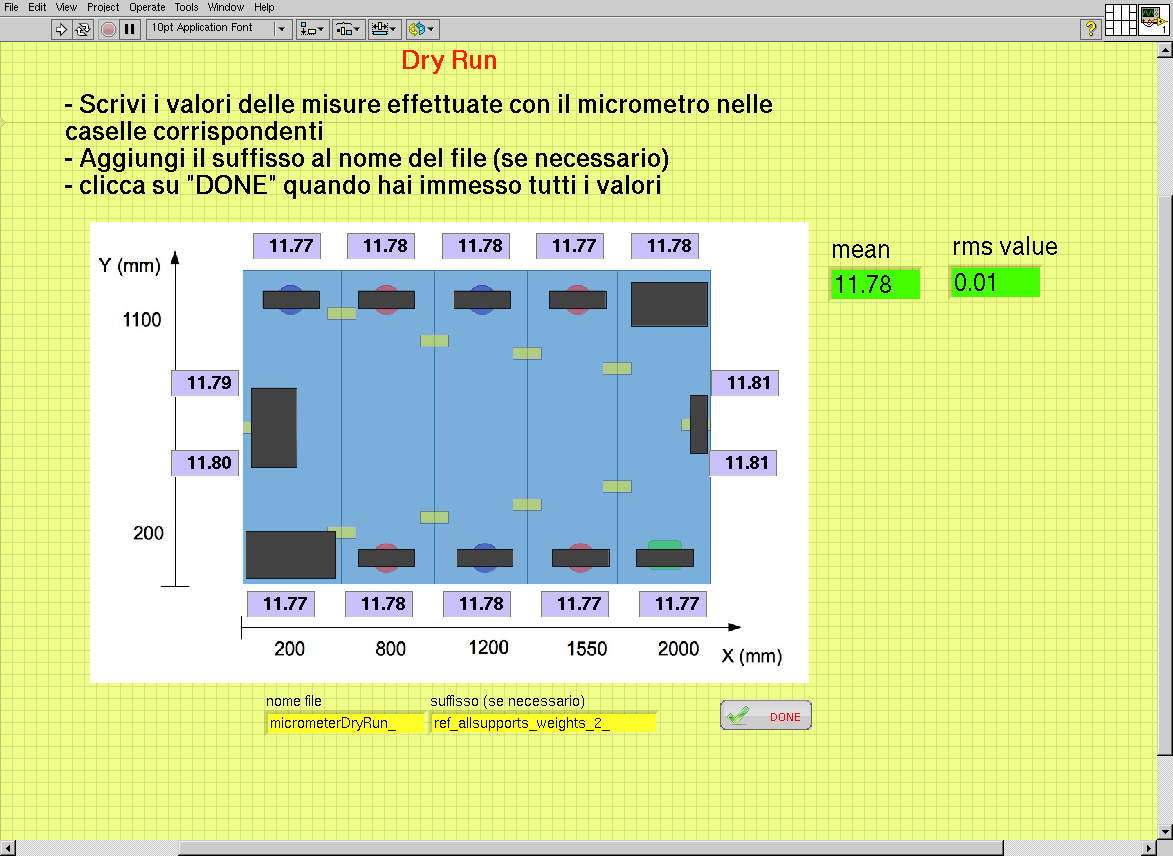 File Edit View Project Operate Tools Window Help
10pt Application Font
?
1
Dry Run
- Scrivi i valori delle misure effettuate con il micrometro nelle
caselle corrispondenti
- Aggiungi il suffisso al nome del file (se necessario)
- clicca su "DONE" quando hai immesso tutti i valori
11.77 11.78 11.78 11.77 11.78
mean rms value
11.78 0.01
Y (mm)
1100
11.79 11.81
11.80 11.81
200
11.77 11.78 11.78 11.77 11.77
200 800 1200 1550 2000 X (mm)
nome file suffisso (se necessario)
micrometerDryRun_ ref_allsupports_weights_2_
DONE